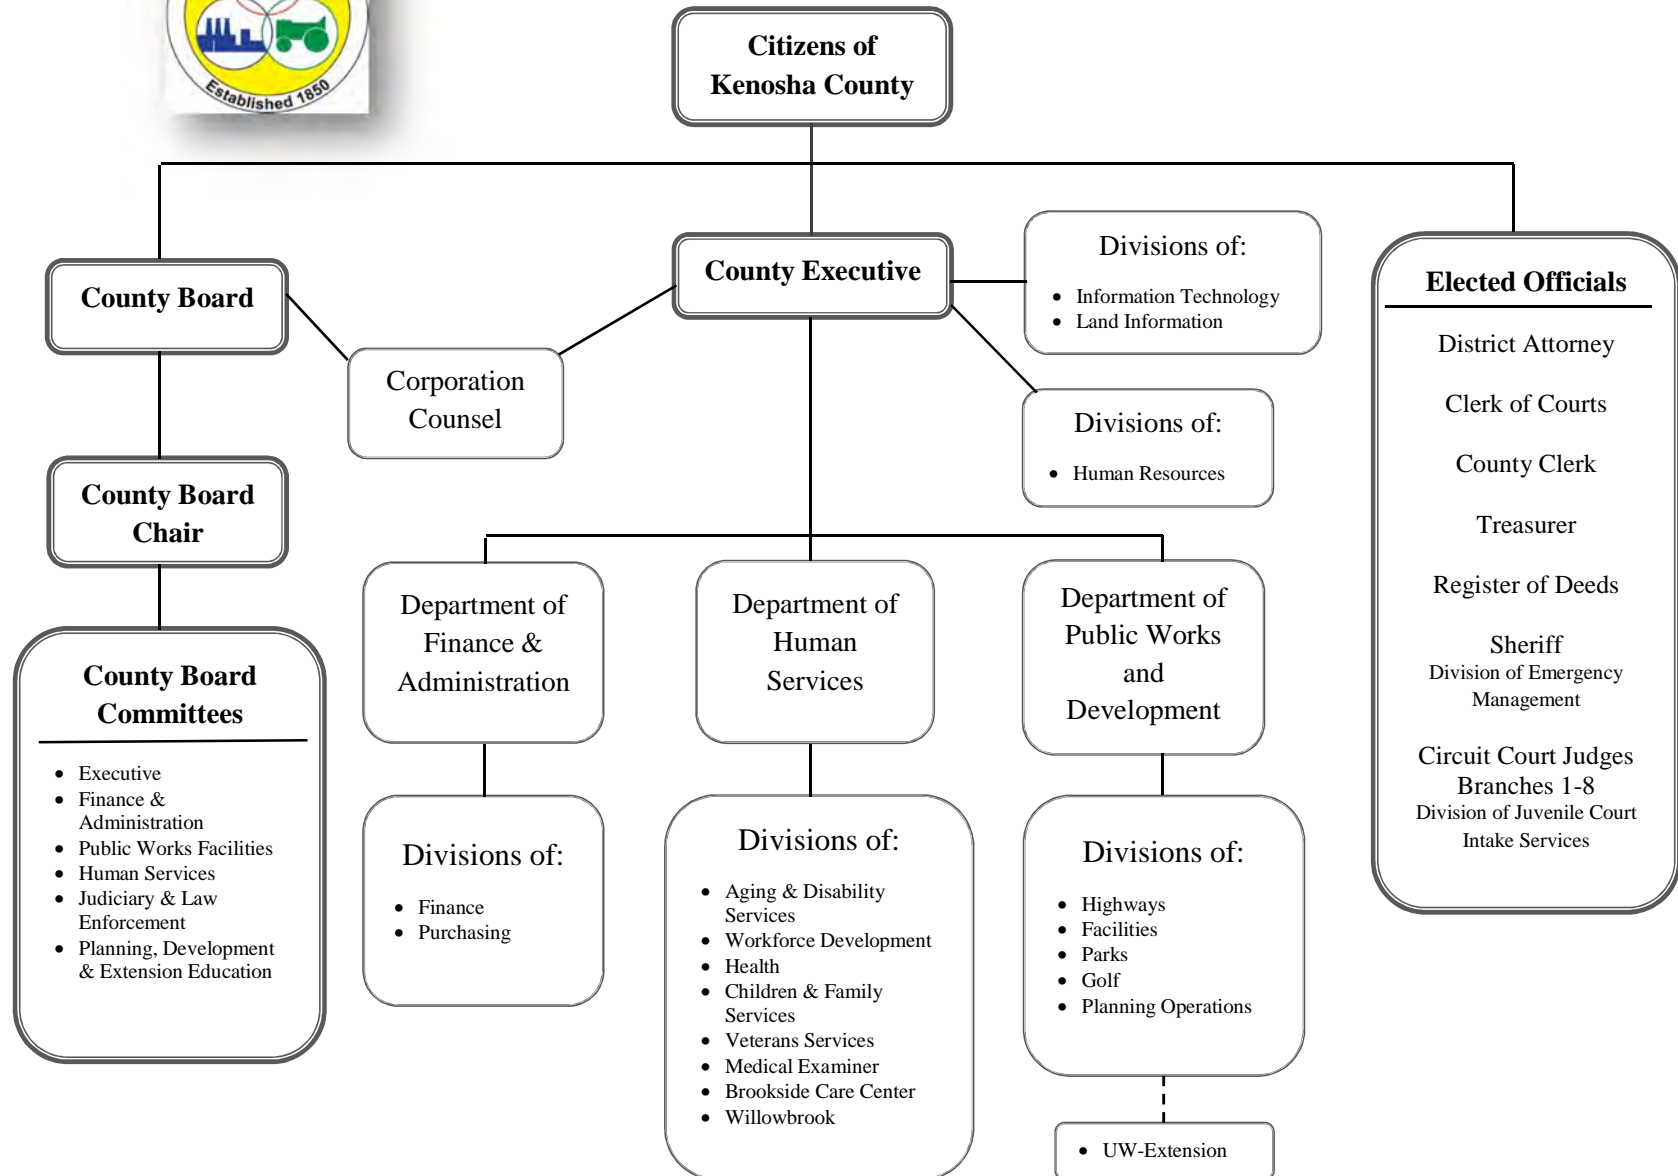 Established 1850
Citizens of
Kenosha County
County Board
County Executive
Divisions of:
• Information Technology
• Land Information
Corporation
Counsel
Divisions of:
• Human Resources
County Board
Chair
County Board
Committees
• Executive
• Finance &
Administration
• Public Works Facilities
• Human Services
• Judiciary & Law
Enforcement
• Planning, Development
& Extension Education
Department of
Finance &
Administration
Divisions of:
• Finance
• Purchasing
Department of
Human
Services
Divisions of:
• Aging & Disability
Services
• Workforce Development
• Health
• Children & Family
Services
• Veterans Services
• Medical Examiner
• Brookside Care Center
• Willowbrook
Department of
Public Works
and
Development
Divisions of:
• Highways
• Facilities
• Parks
• Golf
• Planning Operations
• UW-Extension
Elected Officials
District Attorney
Clerk of Courts
County Clerk
Treasurer
Register of Deeds
Sheriff
Division of Emergency
Management
Circuit Court Judges
Branches 1-8
Division of Juvenile Court
Intake Services